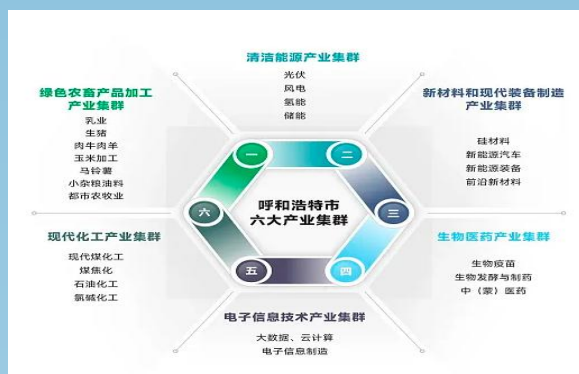 清洁能源产业集群
光伏
风电
氢能
储能
绿色农畜产品加工
产业集群
乳业
生猪
肉牛肉羊
玉米加工
马铃薯
小杂粮油料
都市农牧业
新材料和现代装备制造
产业集群
硅材料
新能源汽车
新能源装备
前沿新材料
一
二
呼和浩特市
六大产业集群
六
三
五
四
现代化工产业集群
现代煤化工
煤焦化
石油化工
氯碱化工
生物医药产业集群
生物疫苗
生物发酵与制药
中（蒙）医药
电子信息技术产业集群
大数据、云计算
电子信息制造